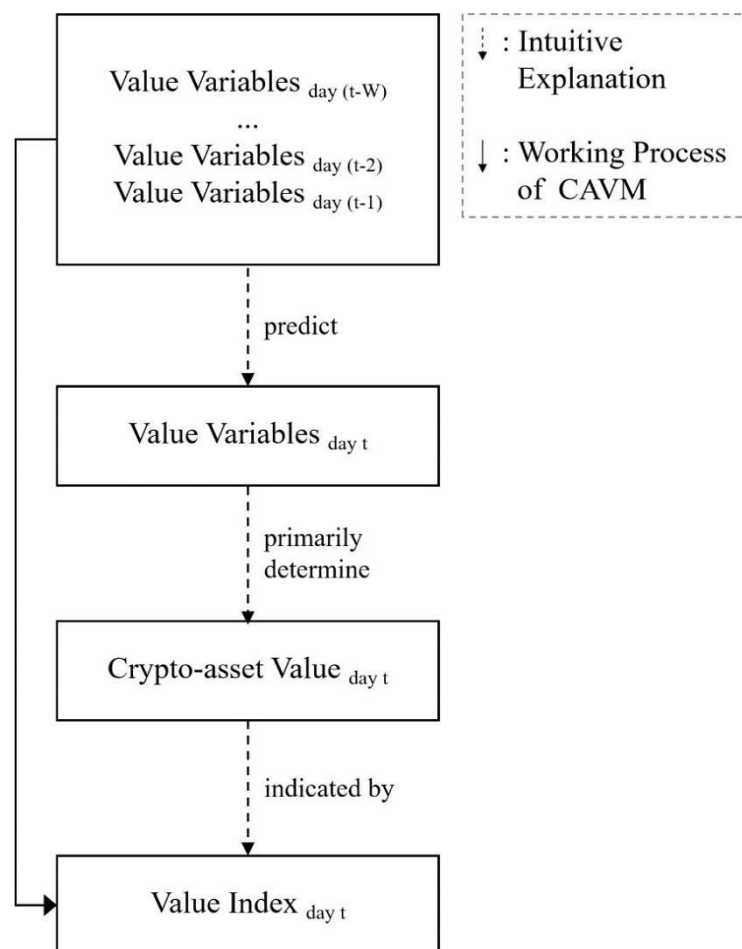 Value Variables day (t-W)
...
Value Variables day (t-2)
Value Variables day (t-1)
: Intuitive
Explanation
: Working Process
of CAVM
predict
Value Variables day t
primarily
determine
Crypto-asset Value day t
indicated by
Value Index day t